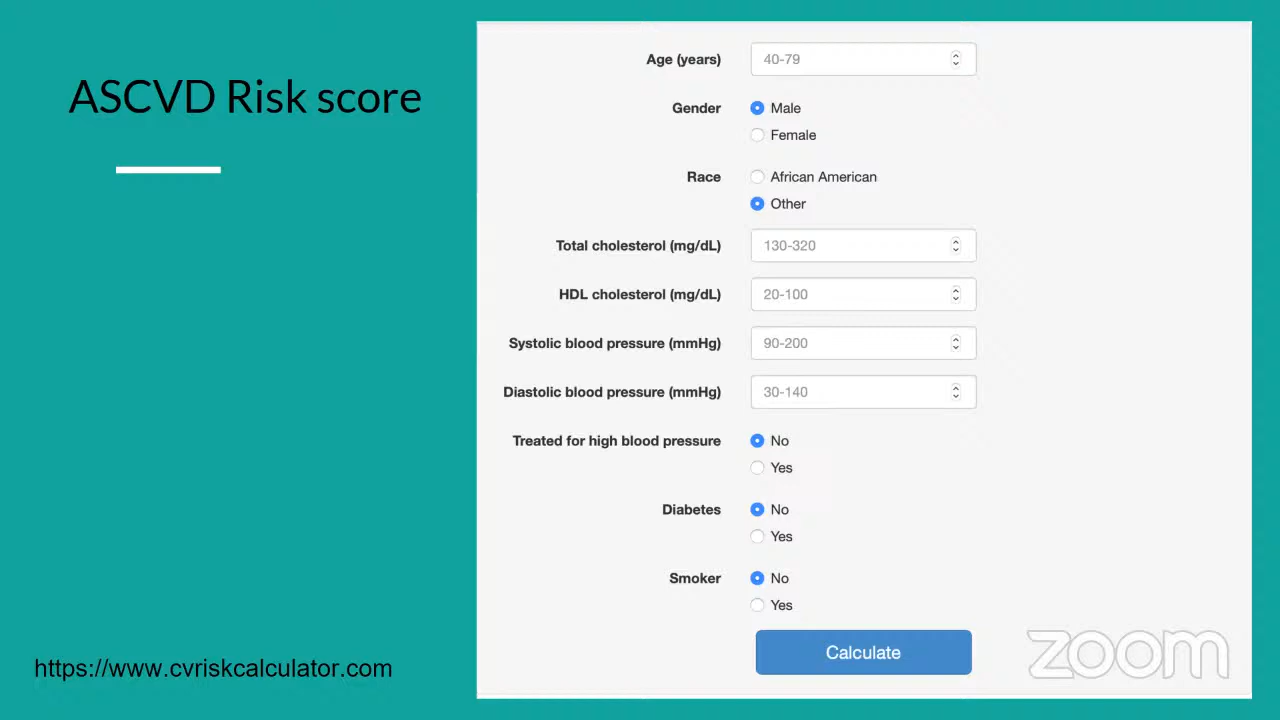 ASCVD Risk score
https://www.cvriskcalculator.com
Age (years) 40-79
Gender Male
Female
Race African American
Other
Total cholesterol (mg/dL) 130-320
HDL cholesterol (mg/dL) 20-100
Systolic blood pressure (mmHg) 90-200
Diastolic blood pressure (mmHg) 30-140
Treated for high blood pressure No
Yes
Diabetes No
Yes
Smoker No
Yes
Calculate
zoom